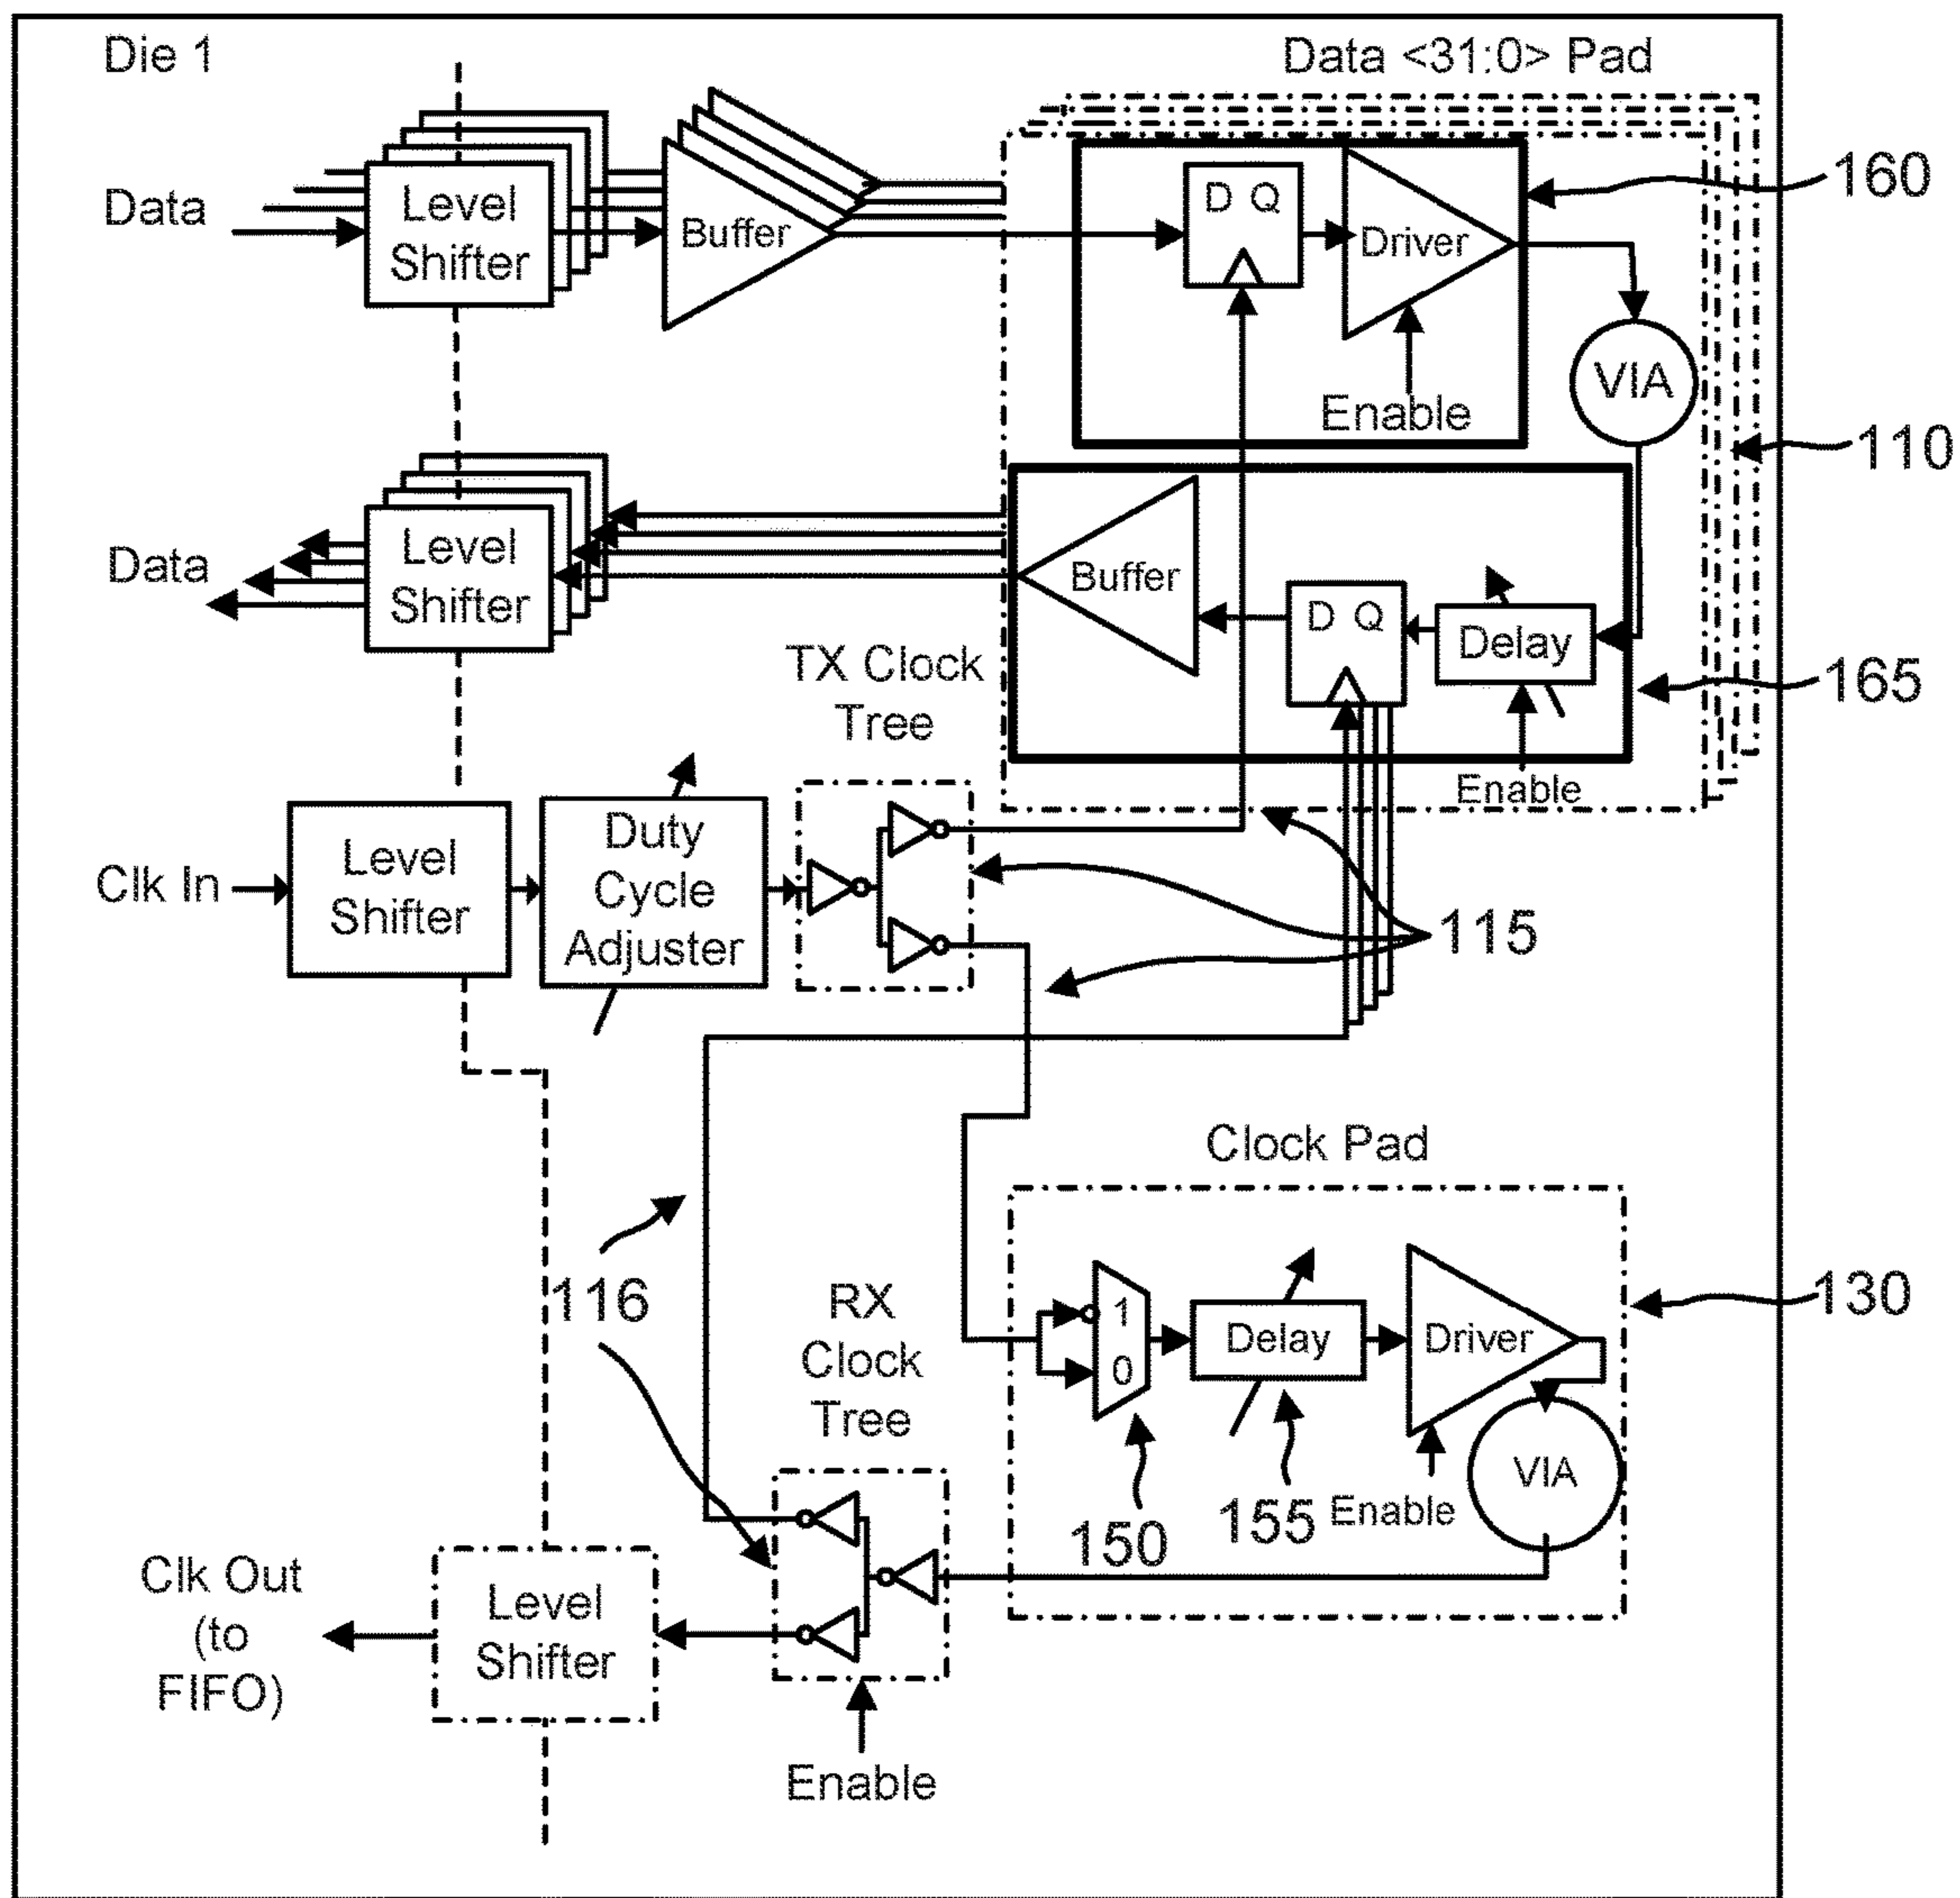 Die 1
Data <31:0> Pad
Data
Level
Shifter
Buffer
D Q
Driver
Enable
160
VIA
110
Data
Level
Shifter
Buffer
D Q
Delay
Enable
165
TX Clock
Tree
Clk In
Level
Shifter
Duty
Cycle
Adjuster
115
Clock Pad
116
RX
Clock
Tree
1
0
Delay
Driver
130
150
155
Enable
VIA
Clk Out
(to
FIFO)
Level
Shifter
Enable